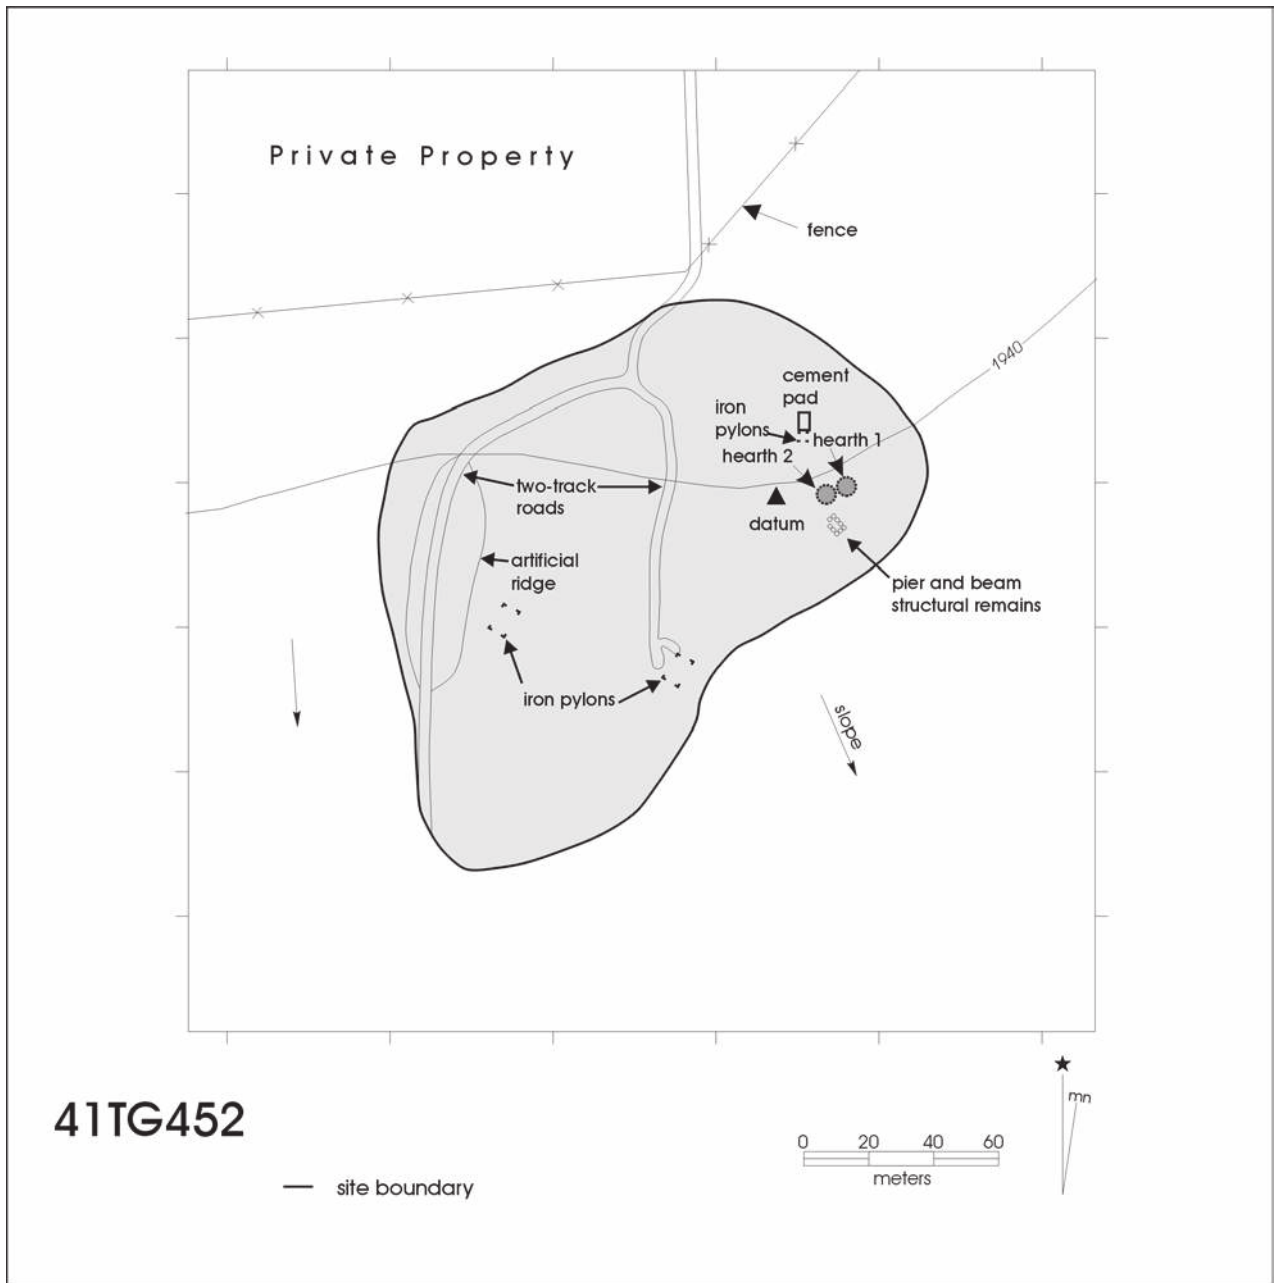 Private Property
fence
1940
cement
pad
iron
pylons
hearth 1
hearth 2
two-track
roads
datum
artificial
ridge
pier and beam
structural remains
iron pylons
slope
mn
41TG452
0 20 40 60
meters
site boundary